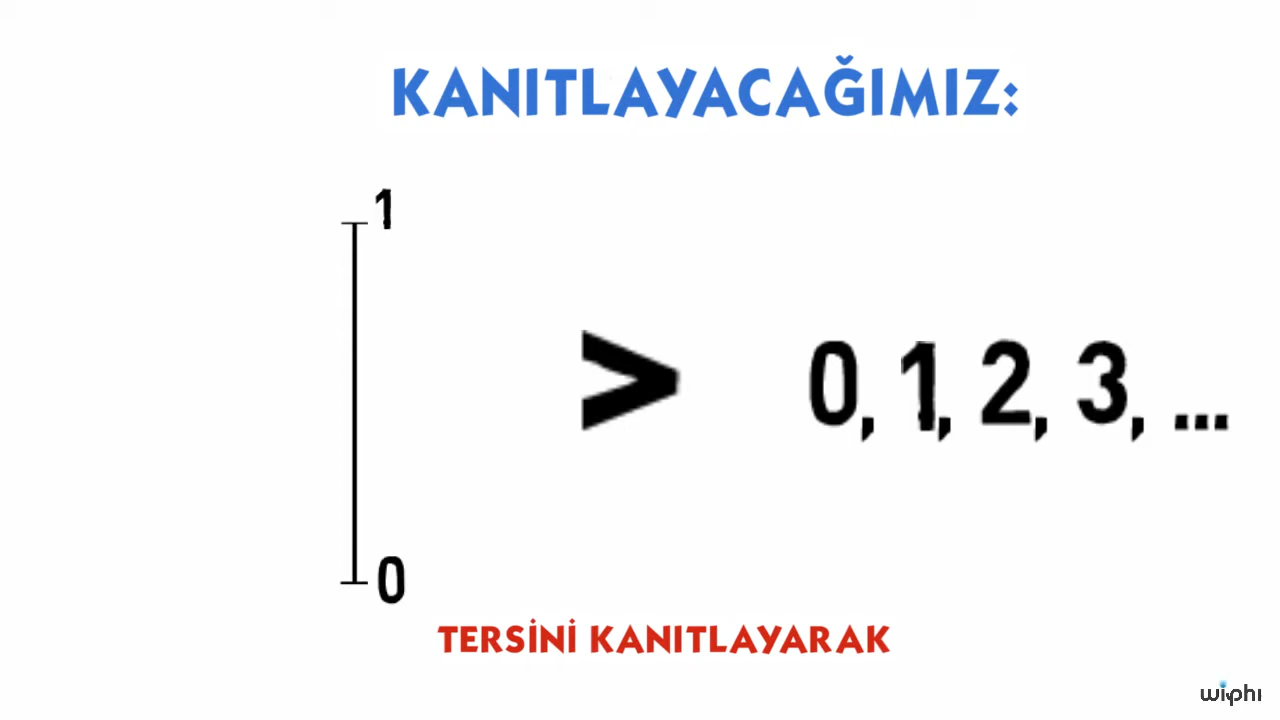 KANITLAYACAĞIMIZ:
1
> 0, 1, 2, 3, ...
0
TERSİNİ KANITLAYARAK
wiphi